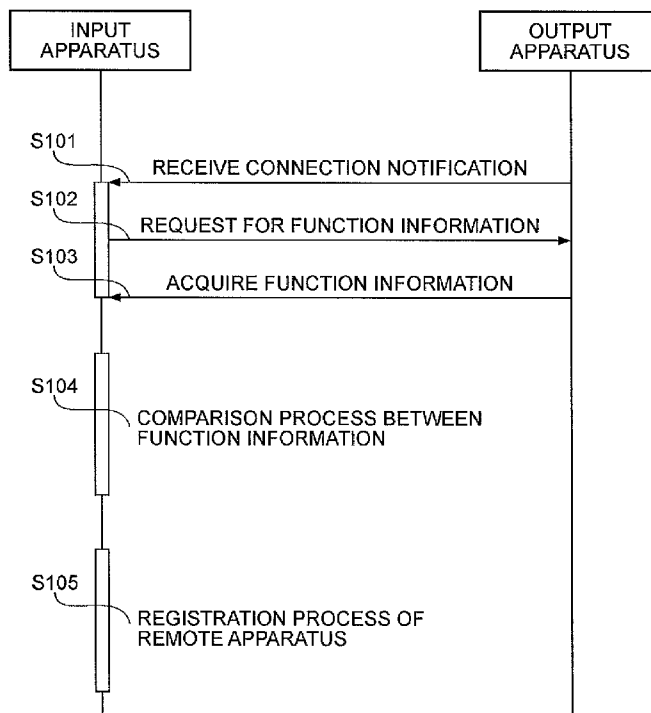 INPUT
APPARATUS
OUTPUT
APPARATUS
S101
RECEIVE CONNECTION NOTIFICATION
S102
REQUEST FOR FUNCTION INFORMATION
S103
ACQUIRE FUNCTION INFORMATION
S104
COMPARISON PROCESS BETWEEN
FUNCTION INFORMATION
S105
REGISTRATION PROCESS OF
REMOTE APPARATUS